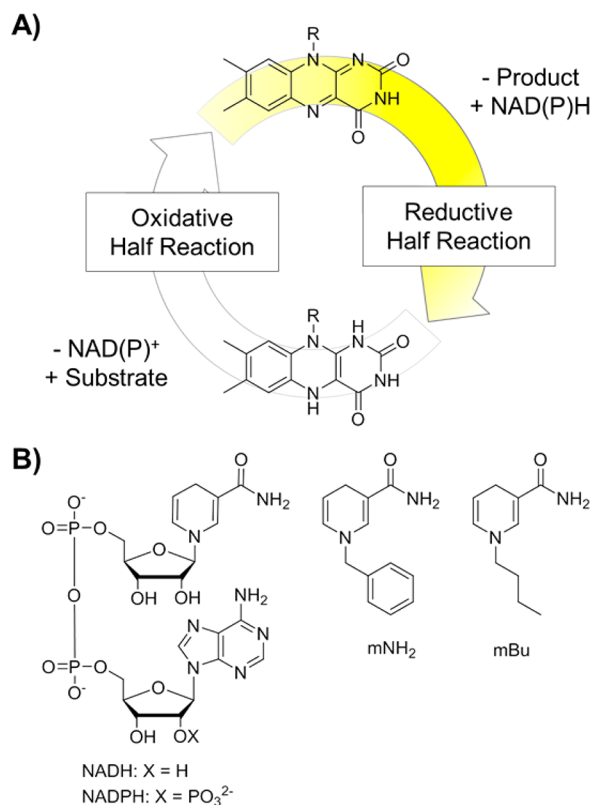 A)
R
N
N
O
NH
N
O
- Product
+ NAD(P)H
Oxidative
Half Reaction
Reductive
Half Reaction
- NAD(P)⁺
+ Substrate
R
N
H
N
O
NH
N
H
O
B)
O⁻
O=P-O
O
N
O
NH₂
OH OH
O
O=P-O
O⁻
O
NH₂
N
N
N
N
OH OX
NADH: X = H
NADPH: X = PO₃²⁻
O
NH₂
N
mNH₂
O
NH₂
N
mBu